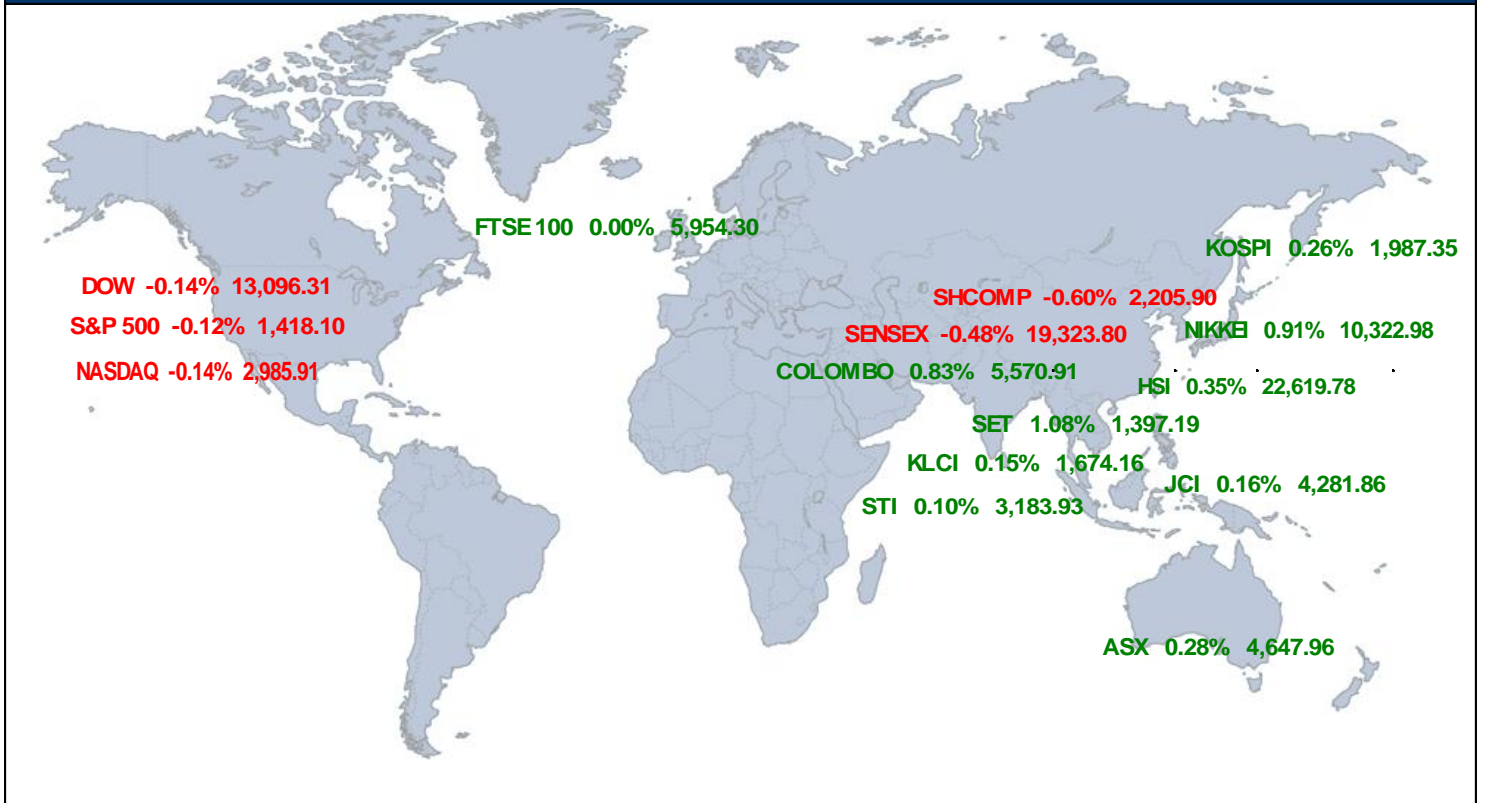 FTSE 100 0.00% 5,954.30
KOSPI 0.26% 1,987.35
DOW -0.14% 13,096.31
SHCOMP -0.60% 2,205.90
S&P 500 -0.12% 1,418.10
SENSEX -0.48% 19,323.80
NIKKEI 0.91% 10,322.98
NASDAQ -0.14% 2,985.91
COLOMBO 0.83% 5,570.91
HSI 0.35% 22,619.78
SET 1.08% 1,397.19
KLCI 0.15% 1,674.16
JCI 0.16% 4,281.86
STI 0.10% 3,183.93
ASX 0.28% 4,647.96